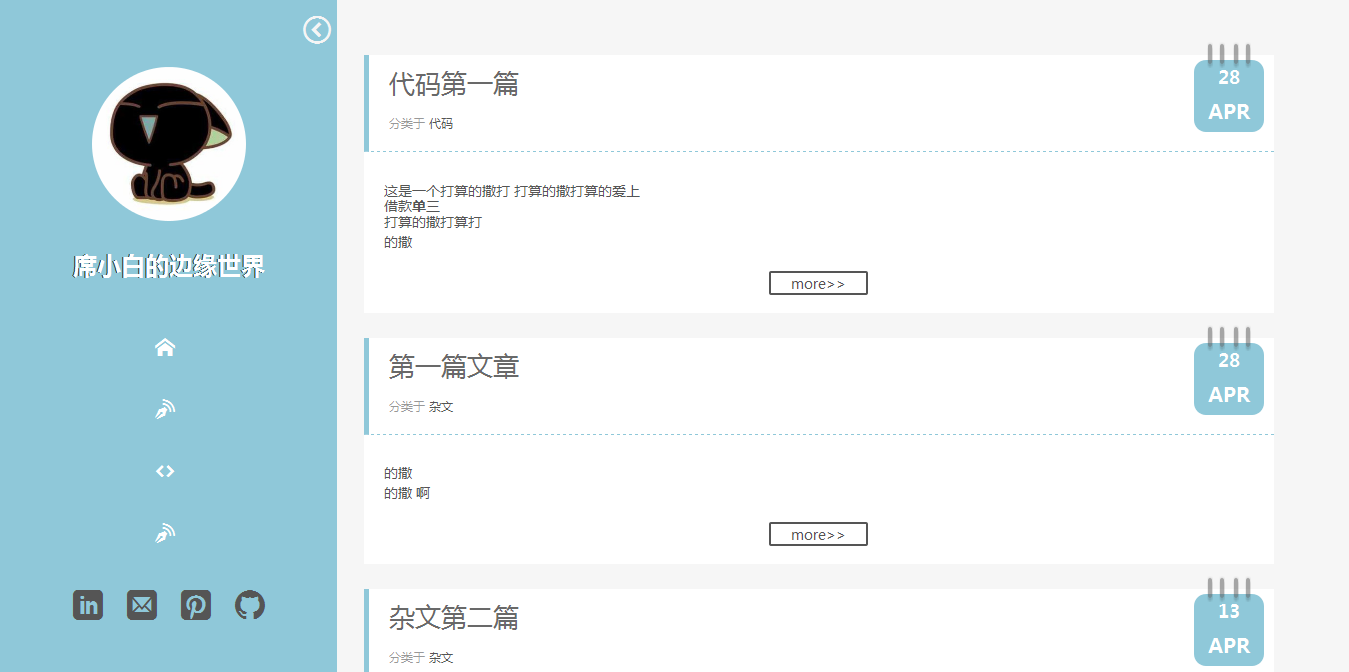 席小白的边缘世界
代码第一篇
分类于 代码
28
APR
这是一个打算的撒打 打算的撒打算的爱上
借款单三
打算的撒打算打
的撒
more>>
第一篇文章
分类于 杂文
28
APR
的撒
的撒 啊
more>>
杂文第二篇
分类于 杂文
13
APR